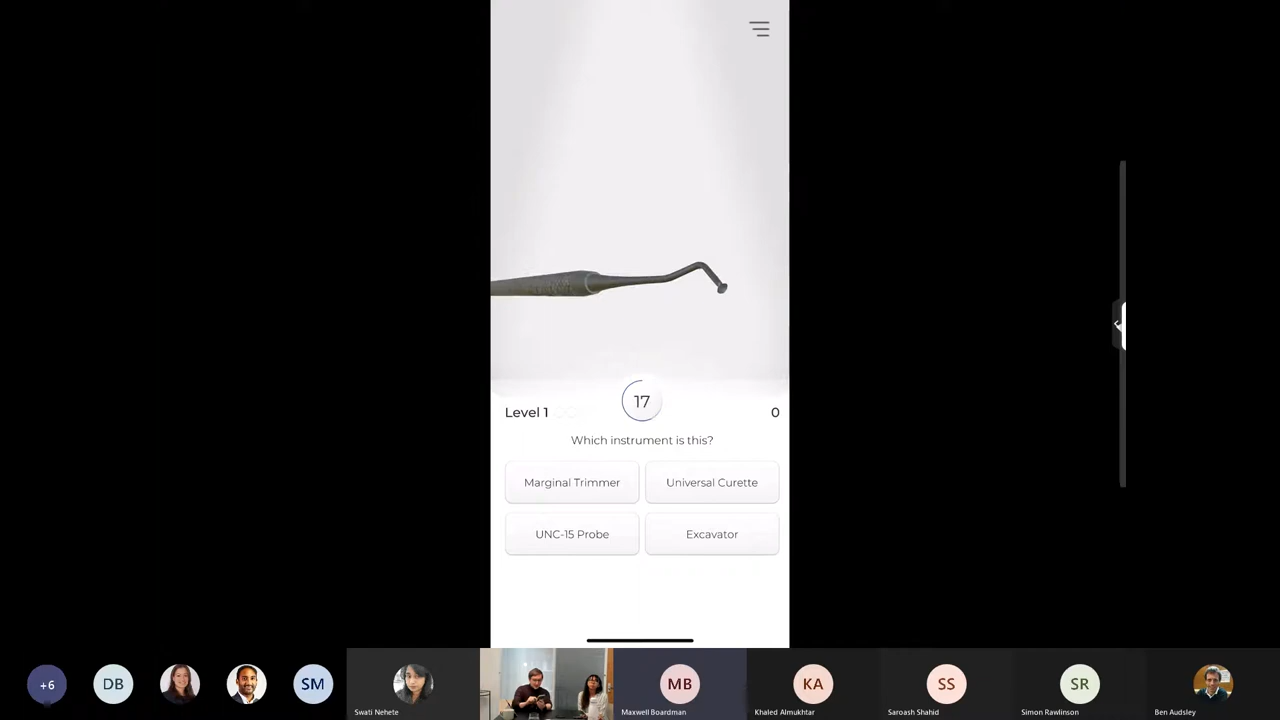 17
Level 1
0
Which instrument is this?
Marginal Trimmer
Universal Curette
UNC-15 Probe
Excavator
+6
DB
SM
Swati Nehete
MB
Maxwell Boardman
KA
Khaled Almukhtar
SS
Saroash Shahid
SR
Simon Rawlinson
Ben Audsley